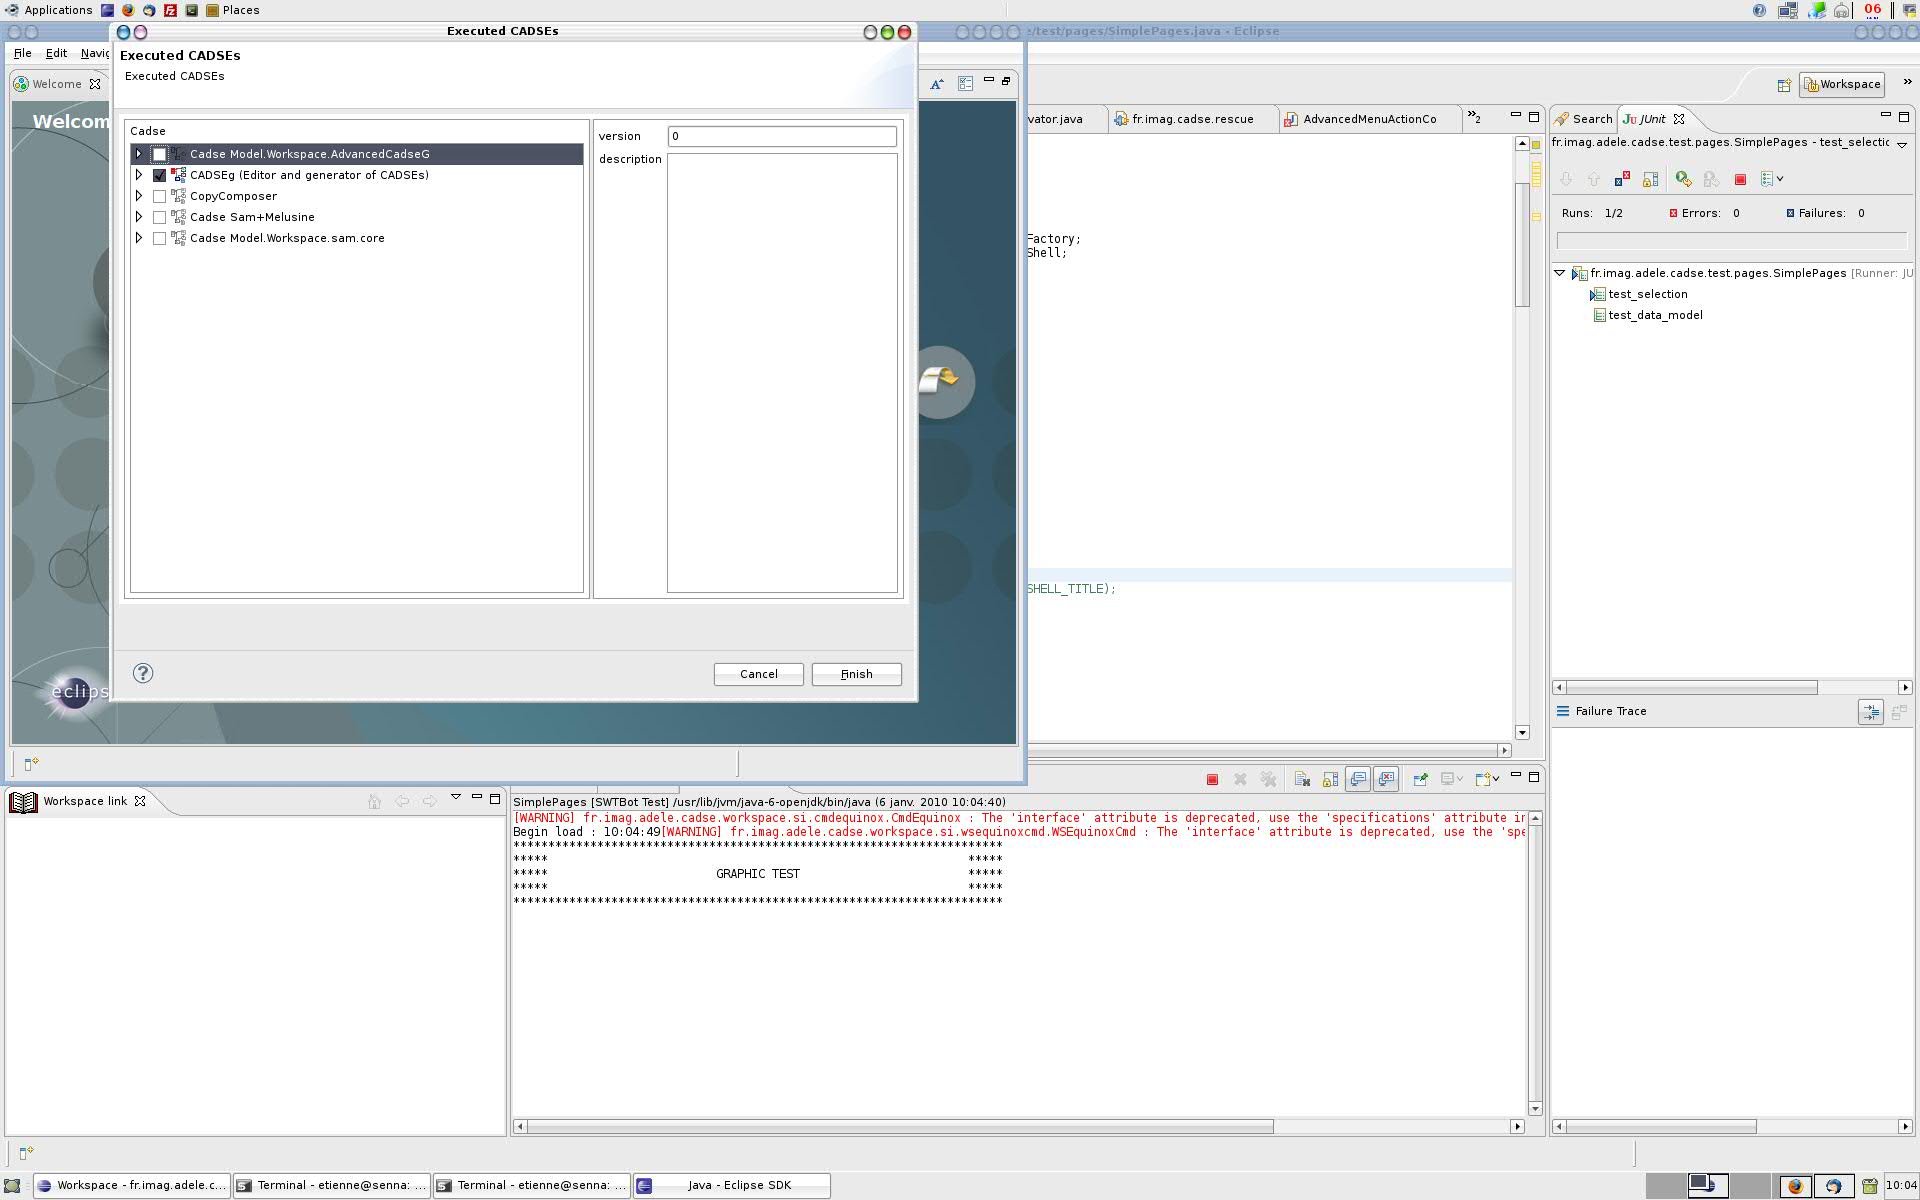 Applications
Places
06
Executed CADSEs
e/test/pages/SimplePages.java - Eclipse
File Edit Navig
Executed CADSEs
Executed CADSEs
Welcome
Workspace
Welcom
Cadse
Cadse Model.Workspace.AdvancedCadseG
CADSEg (Editor and generator of CADSEs)
CopyComposer
Cadse Sam+Melusine
Cadse Model.Workspace.sam.core
version
0
description
Cancel
Finish
eclips
vator.java
fr.imag.cadse.rescue
AdvancedMenuActionCo
»2
Factory;
Shell;
SHELL_TITLE);
Search
JUnit
fr.imag.adele.cadse.test.pages.SimplePages - test_selectic
Runs: 1/2
Errors: 0
Failures: 0
fr.imag.adele.cadse.test.pages.SimplePages [Runner: JU
test_selection
test_data_model
Failure Trace
Workspace link
SimplePages [SWTBot Test] /usr/lib/jvm/java-6-openjdk/bin/java (6 janv. 2010 10:04:40)
[WARNING] fr.imag.adele.cadse.workspace.si.cmdequinox.CmdEquinox : The 'interface' attribute is deprecated, use the 'specifications' attribute in
Begin load : 10:04:49[WARNING] fr.imag.adele.cadse.workspace.si.wsequinoxcmd.WSEquinoxCmd : The 'interface' attribute is deprecated, use the 'spe
**********************************************************************
***** *****
***** GRAPHIC TEST *****
***** *****
**********************************************************************
Workspace - fr.imag.adele.c...
Terminal - etienne@senna: ...
Terminal - etienne@senna: ...
Java - Eclipse SDK
10:04